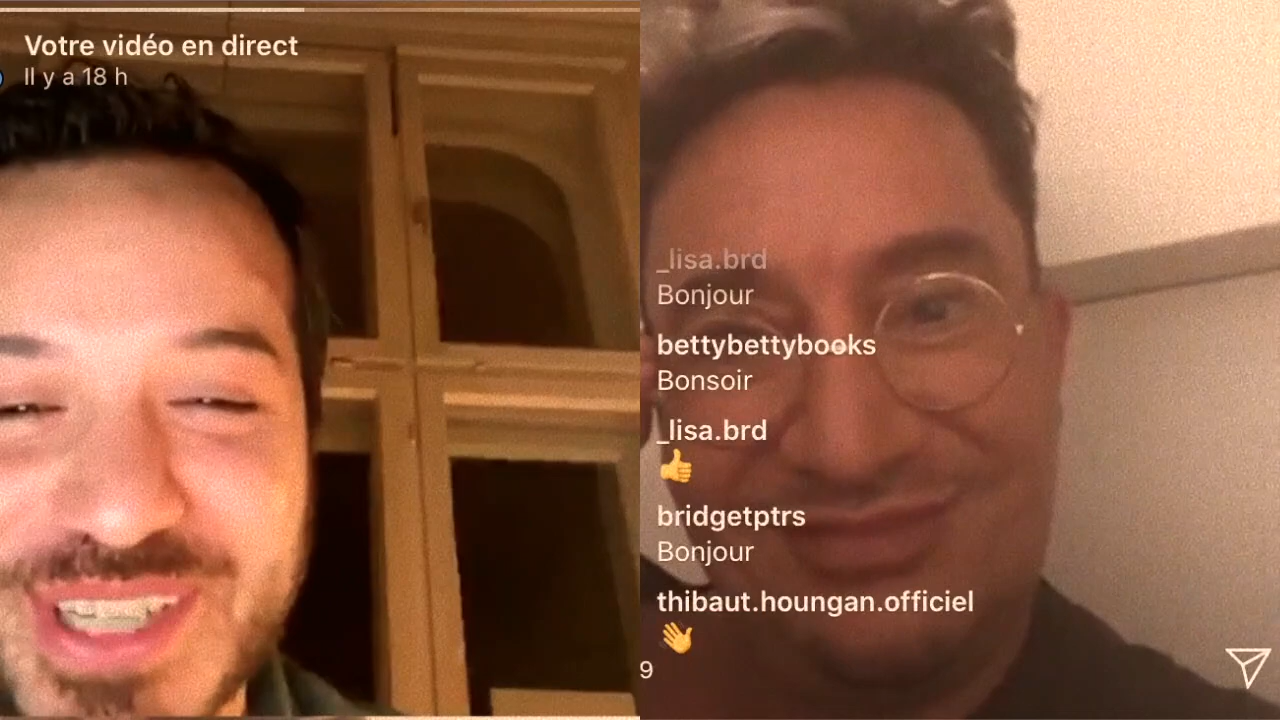 Votre vidéo en direct
Il y a 18 h
_lisa.brd
Bonjour
bettybettybooks
Bonsoir
_lisa.brd
👍
bridgetptrs
Bonjour
thibaut.houngan.officiel
👋
9